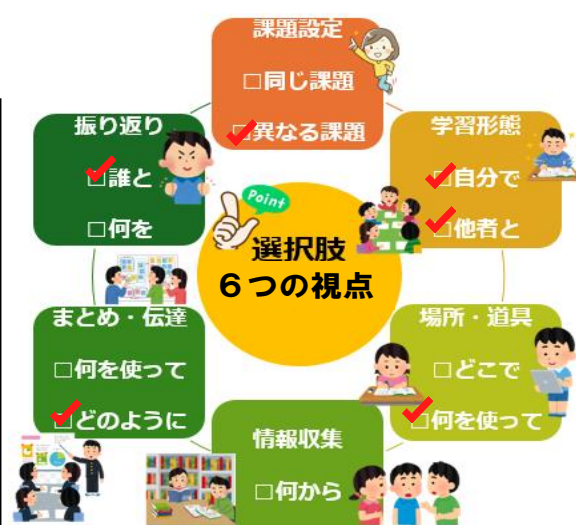 課題設定
□同じ課題
□異なる課題
学習形態
□自分で
□他者と
場所・道具
□どこで
□何を使って
情報収集
□何から
まとめ・伝達
□何を使って
□どのように
振り返り
□誰と
□何を
Point
選択肢
6つの視点